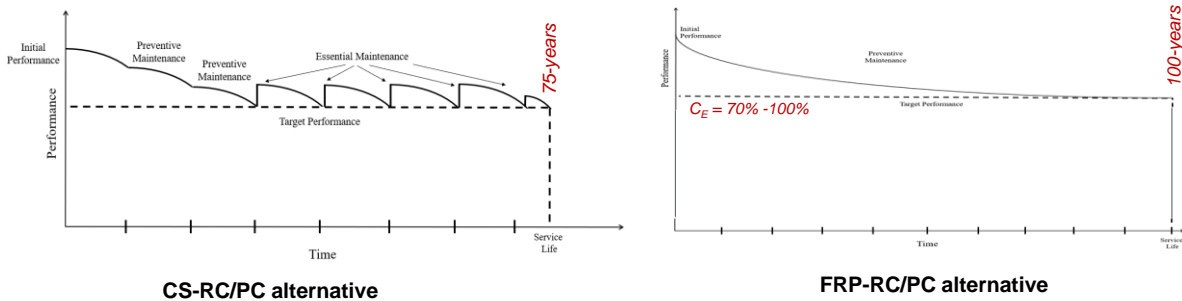 Initial
Performance
Preventive
Maintenance
Preventive
Maintenance
Essential Maintenance
75-years
Target Performance
Performance
Time
Service
Life
CS-RC/PC alternative
Initial
Performance
Performance
Preventive
Maintenance
100-years
Target Performance
C_E = 70% -100%
Time
Service
Life
FRP-RC/PC alternative